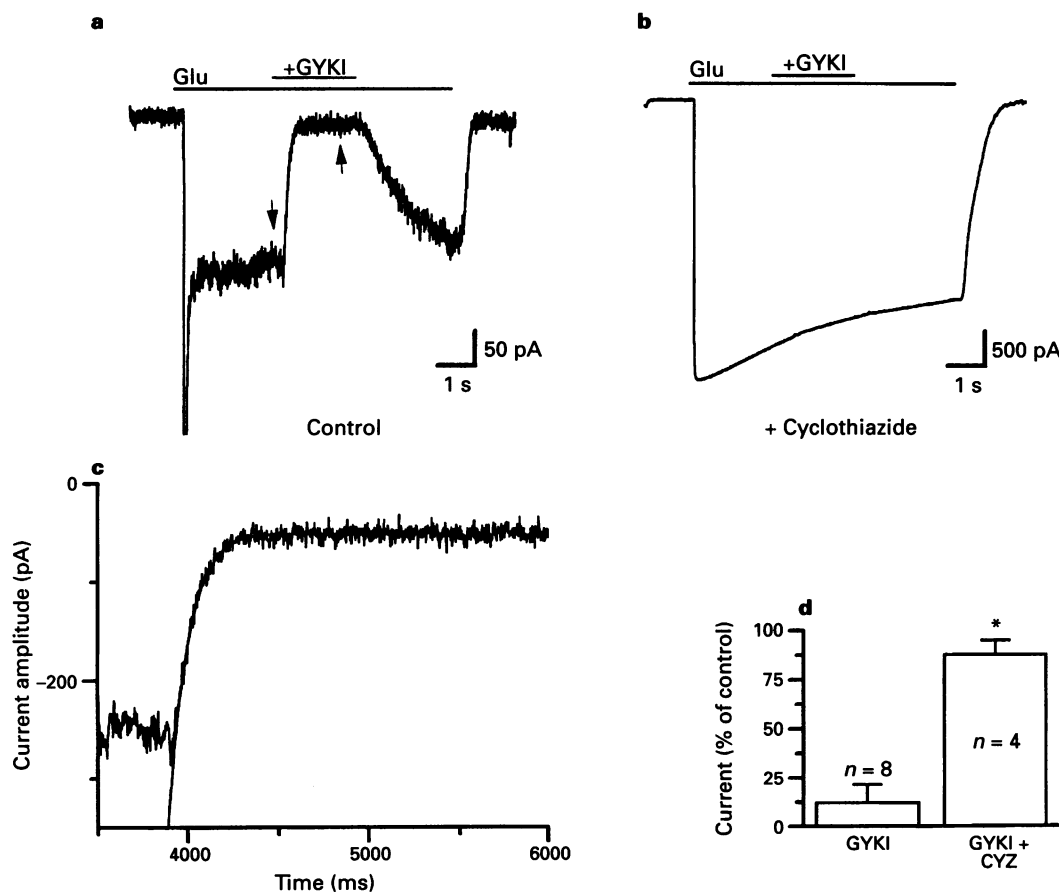 a
Glu
+GYKI
50 pA
1 s
Control
b
Glu
+GYKI
500 pA
1 s
+ Cyclothiazide
c
Current amplitude (pA)
0
–200
4000
5000
6000
Time (ms)
d
Current (% of control)
100
75
50
25
0
*
n = 8
n = 4
GYKI
GYKI +
CYZ